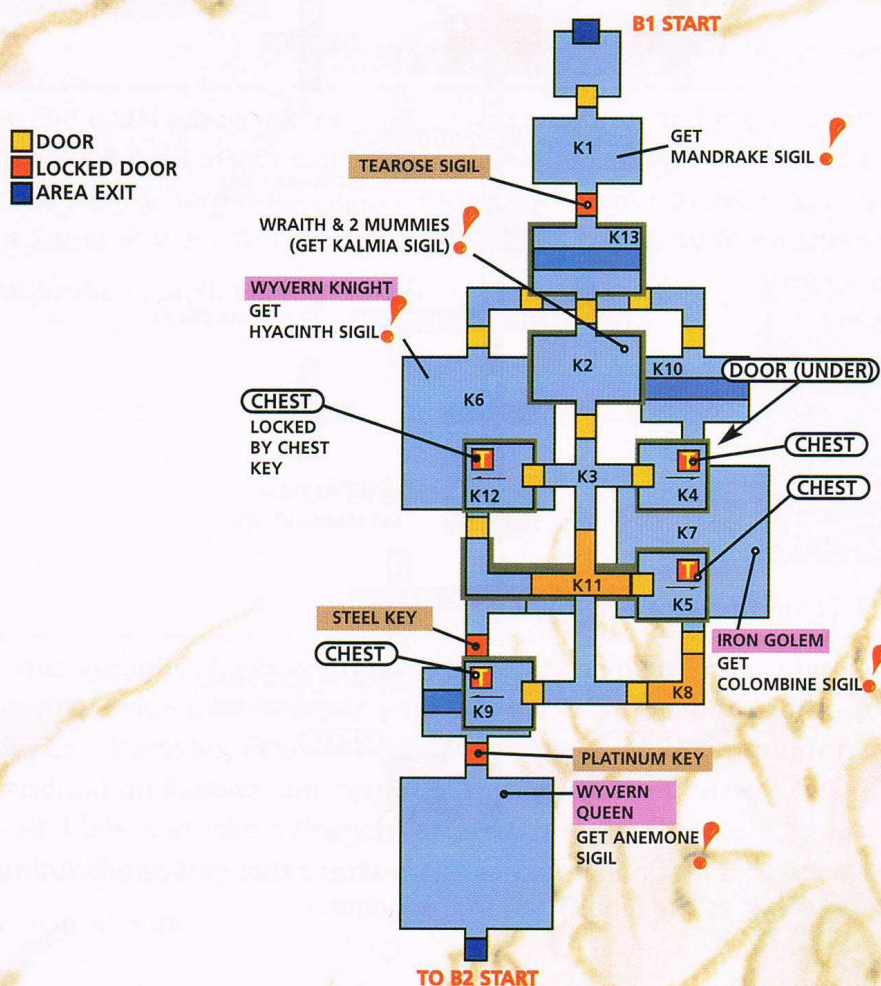 B1 START
DOOR
LOCKED DOOR
AREA EXIT
K1
GET
MANDRAKE SIGIL
TEAROSE SIGIL
WRAITH & 2 MUMMIES
(GET KALMIA SIGIL)
K13
WYVERN KNIGHT
GET
HYACINTH SIGIL
K2
K10
DOOR (UNDER)
K6
CHEST
LOCKED
BY CHEST
KEY
T
K12
K3
T
K4
CHEST
CHEST
K7
K11
T
K5
STEEL KEY
IRON GOLEM
GET
COLOMBINE SIGIL
CHEST
T
K9
K8
PLATINUM KEY
WYVERN
QUEEN
GET ANEMONE
SIGIL
TO B2 START